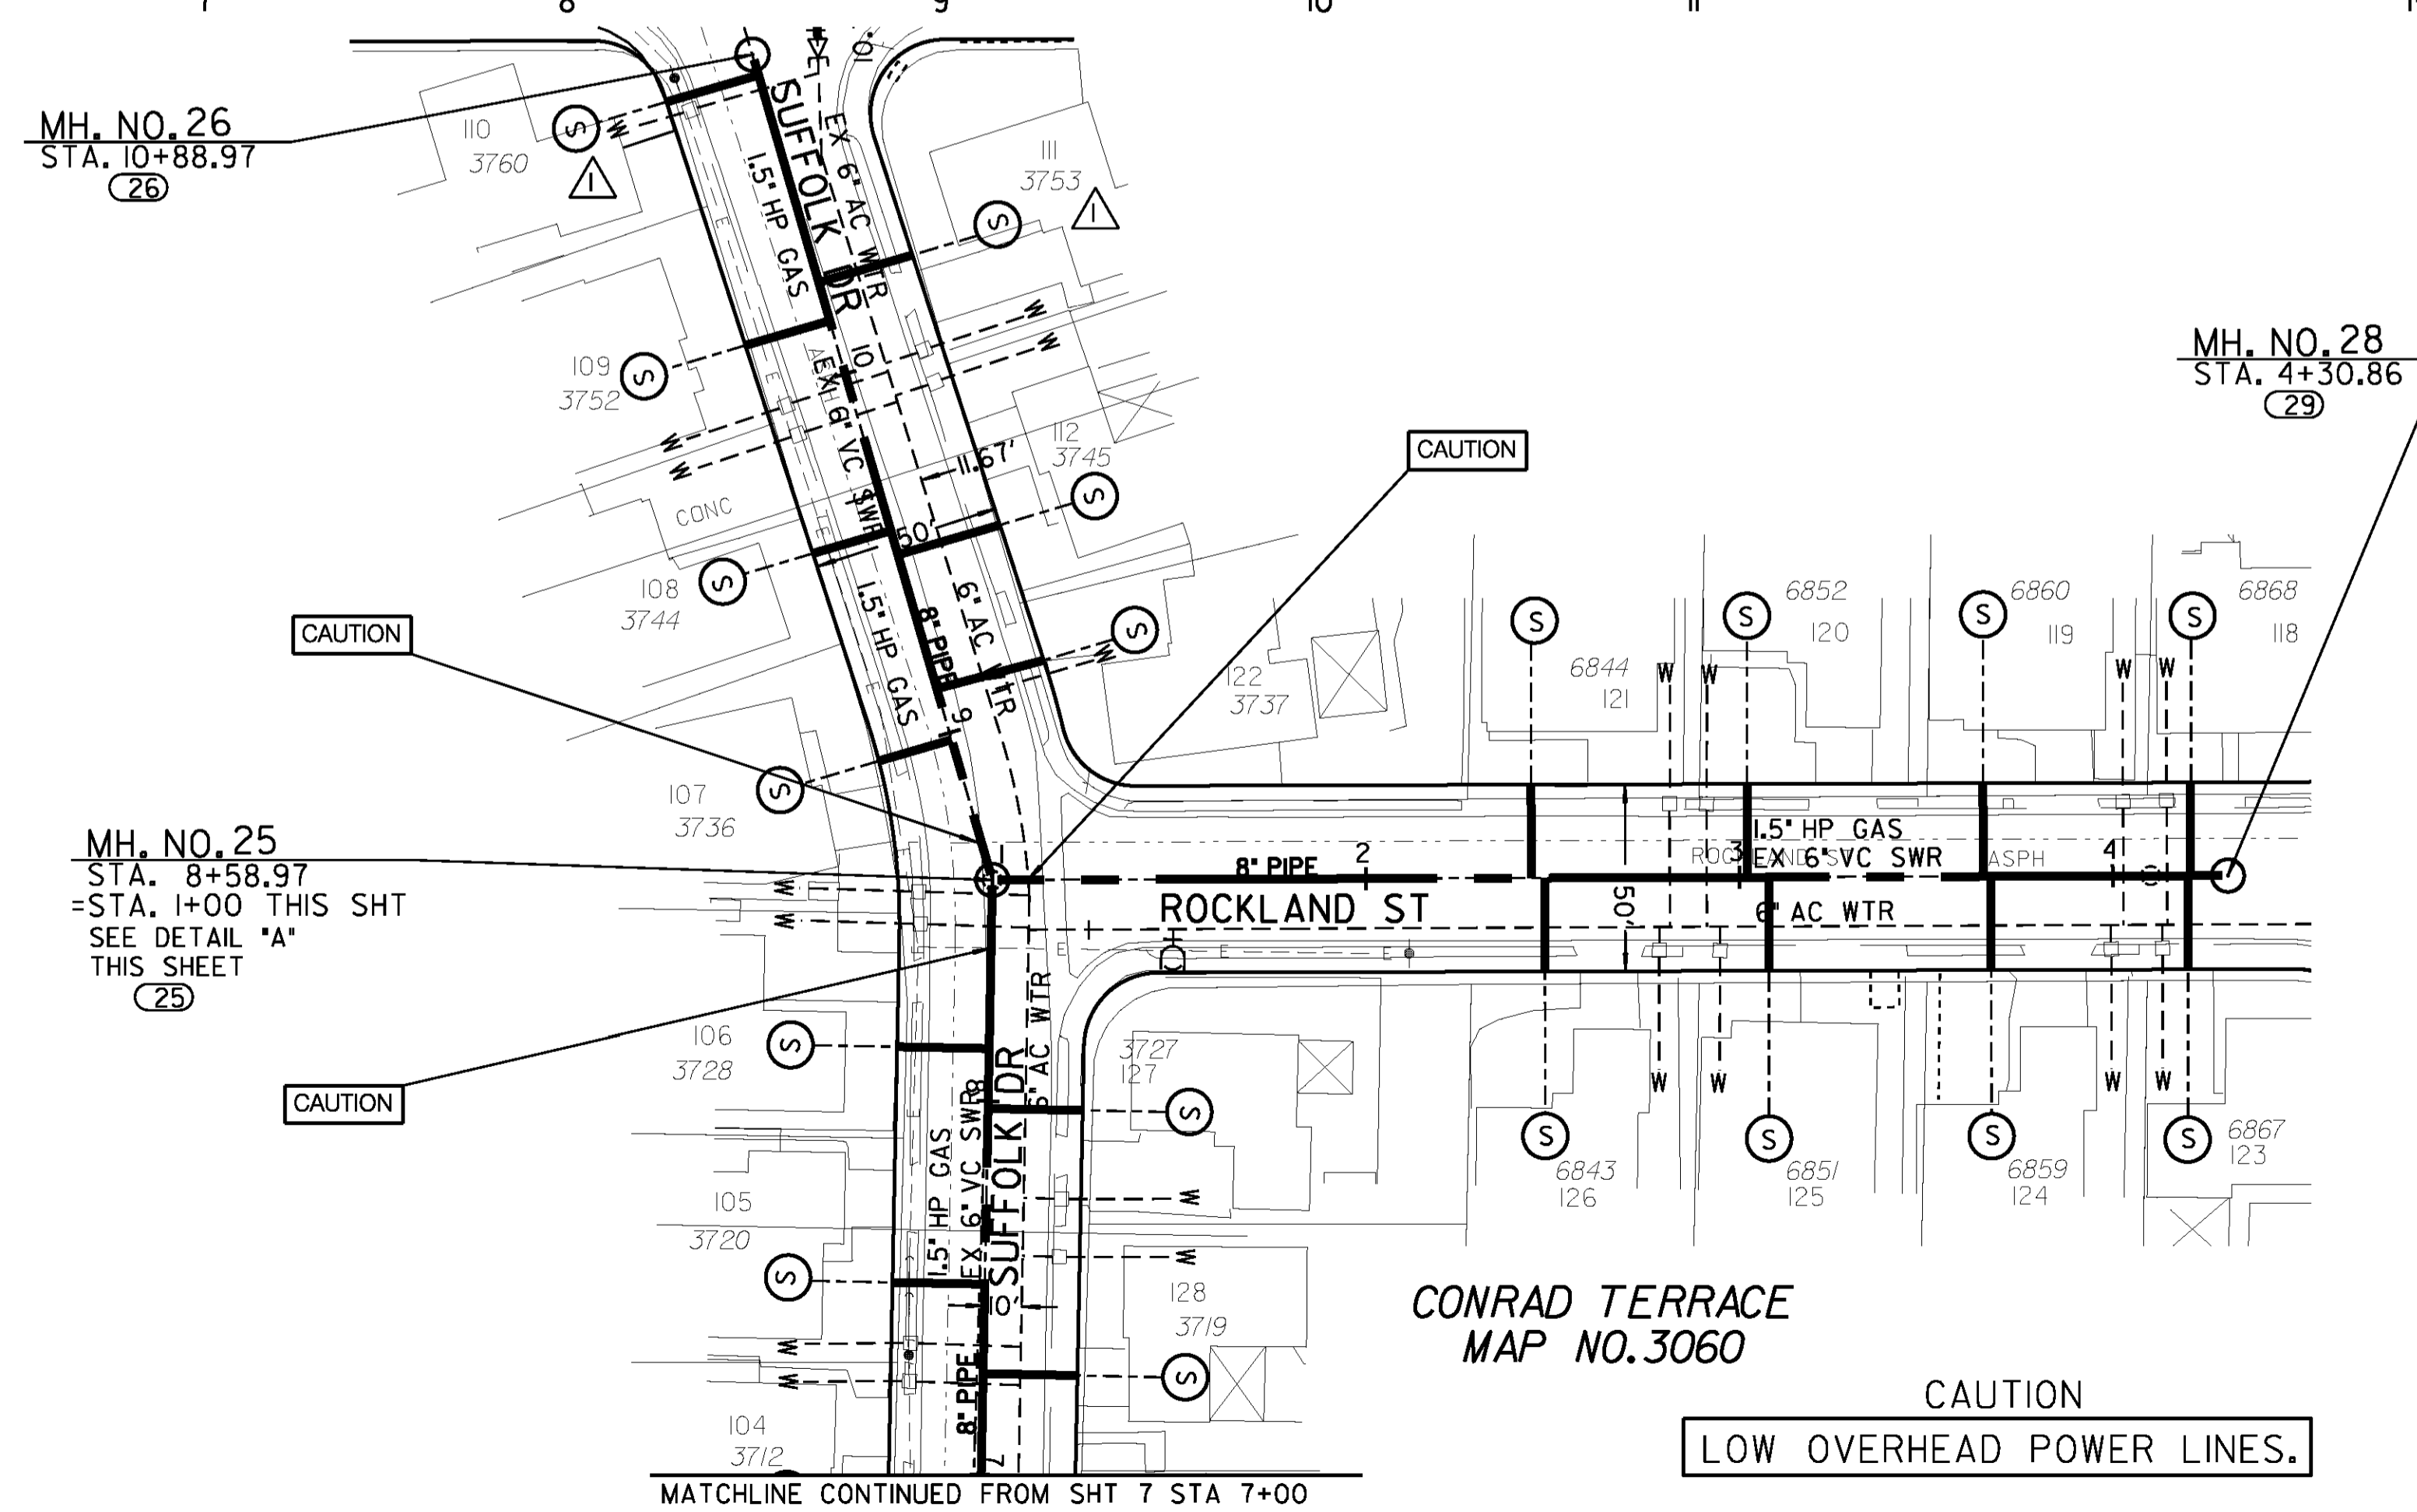 7 8 9 10 11
MH. NO. 26
STA. 10+88.97
26
110
3760
S
W
1
SUFFOLK DR
EX 6" AC WTR
1.5" HP GAS
111
3753
S
1
109
3752
S
10
W
W
W
W
EX 6" VC SWR
11.67'
112
3745
S
CONC
50'
108
3744
S
1.5" HP GAS
8" PIPE
6" AC WTR
S
W
122
3737
9
107
3736
S
CAUTION
CAUTION
CAUTION
MH. NO. 28
STA. 4+30.86
29
MH. NO. 25
STA. 8+58.97
=STA. 1+00 THIS SHT
SEE DETAIL "A"
THIS SHEET
25
S
6844
121
W
W
S
6852
120
S
6860
119
W
W
S
6868
118
1
8" PIPE
2
3
4
1.5" HP GAS
EX 6" VC SWR
ASPH
ROCKLAND ST
50'
6" AC WTR
W
W
E
E
E
106
3728
S
6" AC WTR
8
SUFFOLK DR
3727
127
S
1.5" HP GAS
EX 6" VC SWR
W
W
105
3720
S
10'
128
3719
S
W
W
8" PIPE
7
104
3712
W
W
W
W
S
6843
126
S
6851
125
S
6859
124
S
6867
123
CONRAD TERRACE
MAP NO. 3060
CAUTION
LOW OVERHEAD POWER LINES.
MATCHLINE CONTINUED FROM SHT 7 STA 7+00